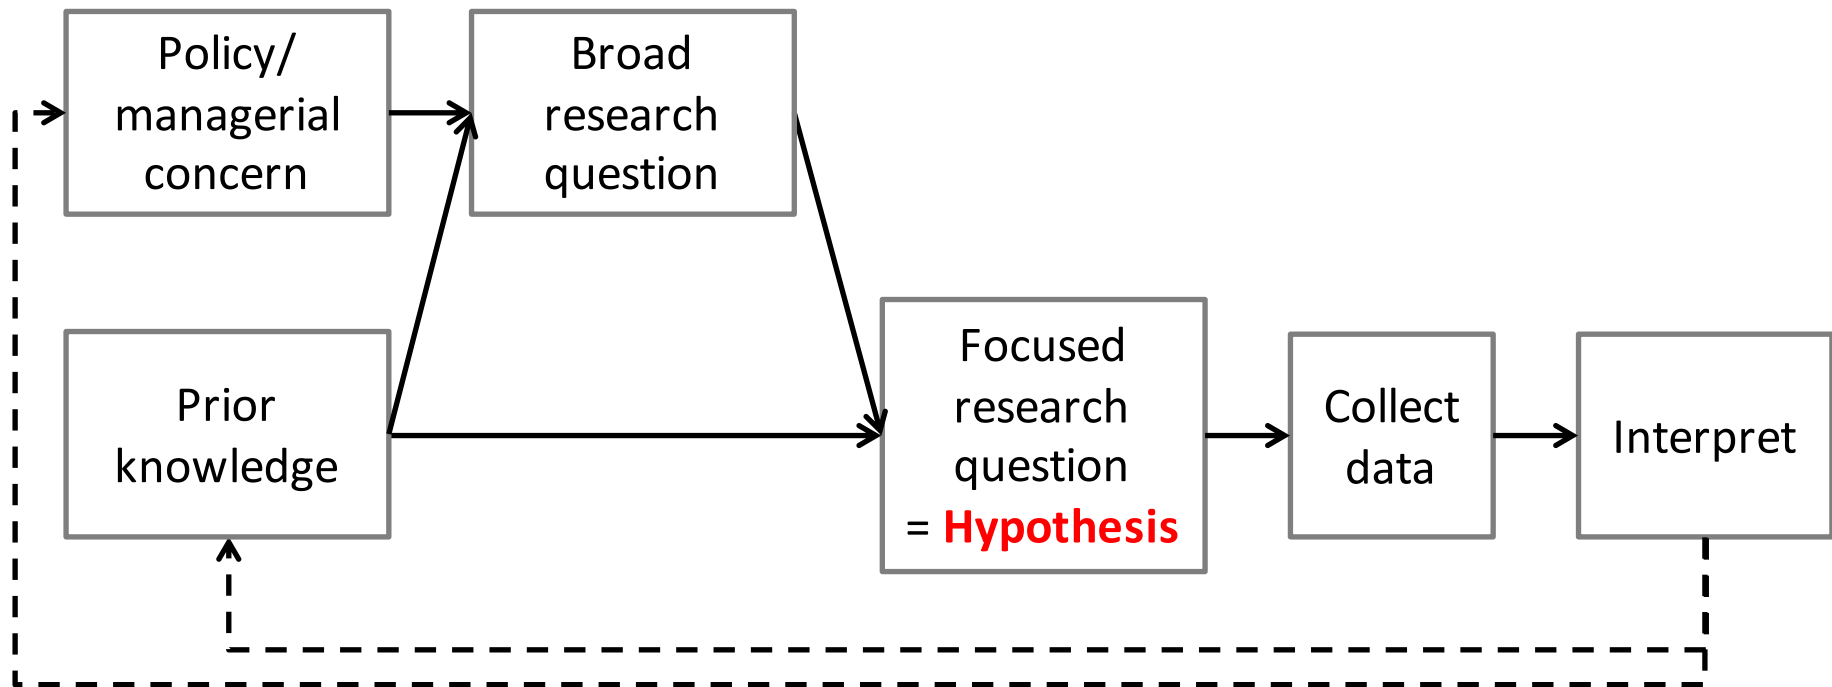 Policy/
managerial
concern
Broad
research
question
Prior
knowledge
Focused
research
question
= Hypothesis
Collect
data
Interpret